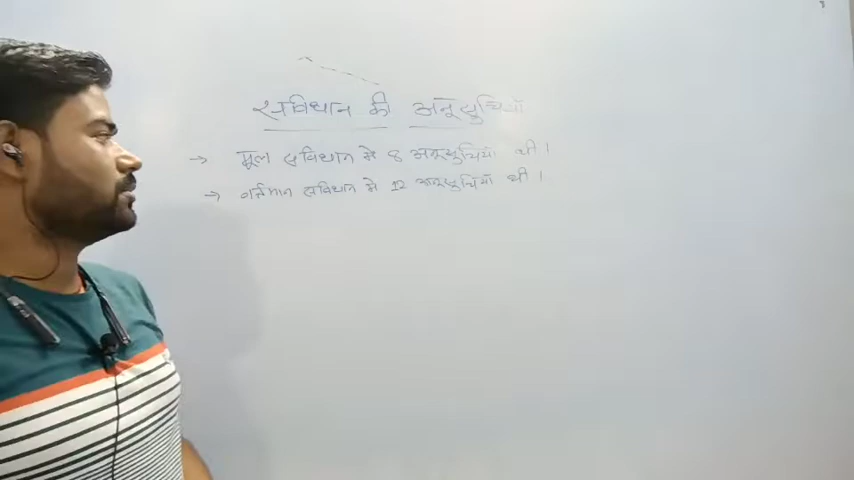 संविधान की अनुसूचियाँ
→ मूल संविधान में 8 अनुसूचियाँ थी।
→ वर्तमान संविधान में 12 अनुसूचियाँ थी।